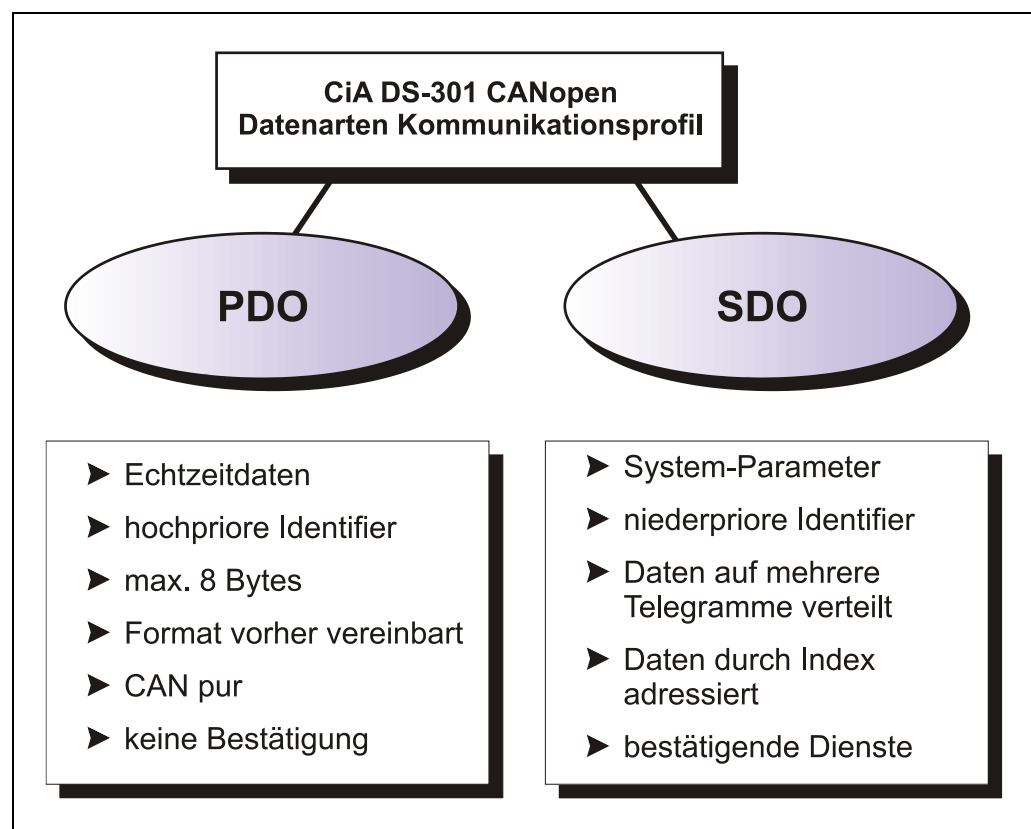 CiA DS-301 CANopen
Datenarten Kommunikationsprofil
PDO
SDO
➤ Echtzeitdaten
➤ hochpriore Identifier
➤ max. 8 Bytes
➤ Format vorher vereinbart
➤ CAN pur
➤ keine Bestätigung
➤ System-Parameter
➤ niederpriore Identifier
➤ Daten auf mehrere
Telegramme verteilt
➤ Daten durch Index
adressiert
➤ bestätigende Dienste